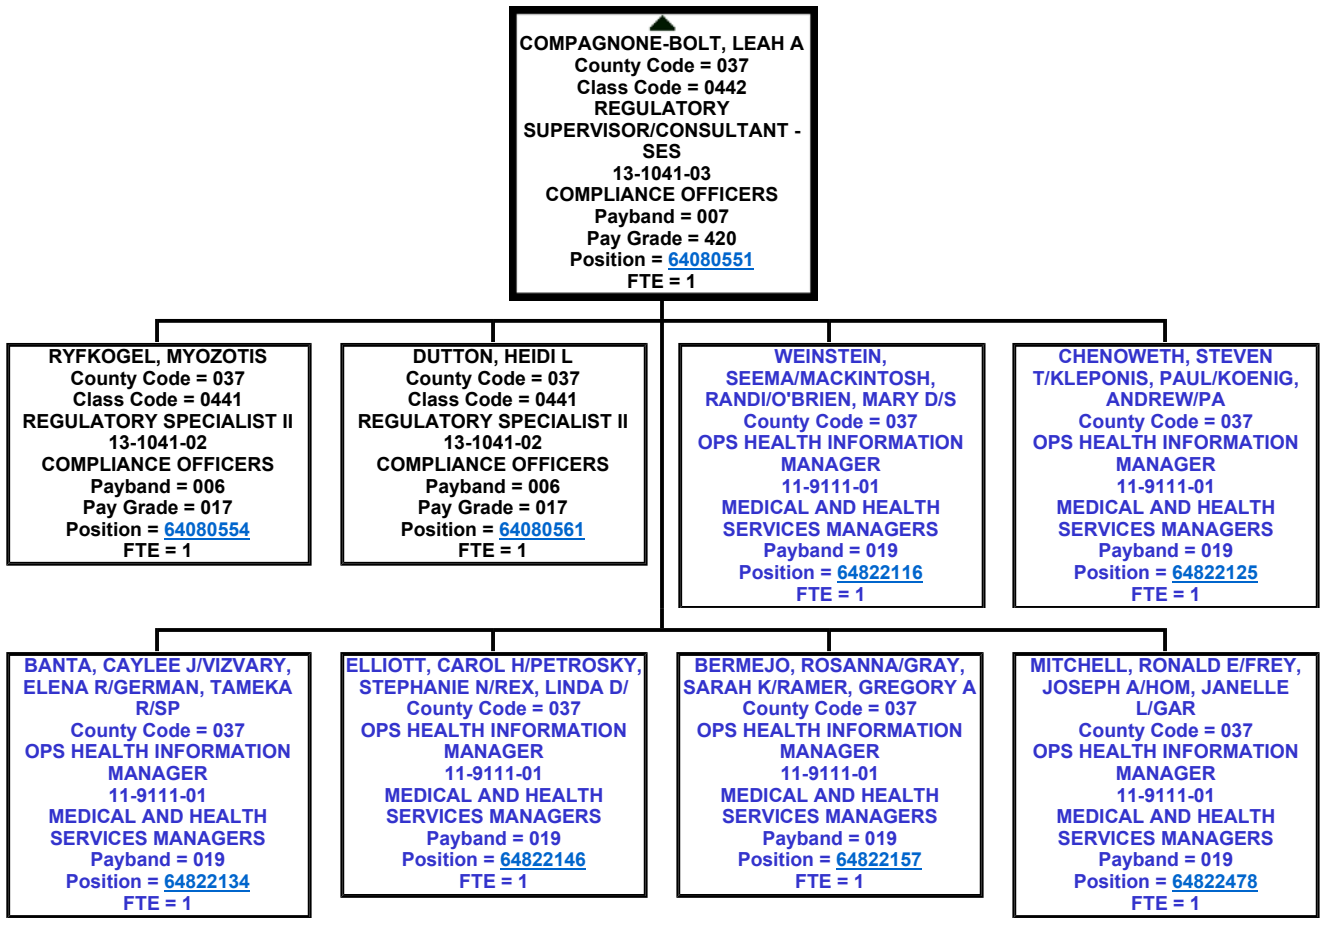 COMPAGNONE-BOLT, LEAH A
County Code = 037
Class Code = 0442
REGULATORY
SUPERVISOR/CONSULTANT -
SES
13-1041-03
COMPLIANCE OFFICERS
Payband = 007
Pay Grade = 420
Position = 64080551
FTE = 1
RYFKOGEL, MYOZOTIS
County Code = 037
Class Code = 0441
REGULATORY SPECIALIST II
13-1041-02
COMPLIANCE OFFICERS
Payband = 006
Pay Grade = 017
Position = 64080554
FTE = 1
DUTTON, HEIDI L
County Code = 037
Class Code = 0441
REGULATORY SPECIALIST II
13-1041-02
COMPLIANCE OFFICERS
Payband = 006
Pay Grade = 017
Position = 64080561
FTE = 1
WEINSTEIN,
SEEMA/MACKINTOSH,
RANDI/O'BRIEN, MARY D/S
County Code = 037
OPS HEALTH INFORMATION
MANAGER
11-9111-01
MEDICAL AND HEALTH
SERVICES MANAGERS
Payband = 019
Position = 64822116
FTE = 1
CHENOWETH, STEVEN
T/KLEPONIS, PAUL/KOENIG,
ANDREW/PA
County Code = 037
OPS HEALTH INFORMATION
MANAGER
11-9111-01
MEDICAL AND HEALTH
SERVICES MANAGERS
Payband = 019
Position = 64822125
FTE = 1
BANTA, CAYLEE J/VIZVARY,
ELENA R/GERMAN, TAMEKA
R/SP
County Code = 037
OPS HEALTH INFORMATION
MANAGER
11-9111-01
MEDICAL AND HEALTH
SERVICES MANAGERS
Payband = 019
Position = 64822134
FTE = 1
ELLIOTT, CAROL H/PETROSKY,
STEPHANIE N/REX, LINDA D/
County Code = 037
OPS HEALTH INFORMATION
MANAGER
11-9111-01
MEDICAL AND HEALTH
SERVICES MANAGERS
Payband = 019
Position = 64822146
FTE = 1
BERMEJO, ROSANNA/GRAY,
SARAH K/RAMER, GREGORY A
County Code = 037
OPS HEALTH INFORMATION
MANAGER
11-9111-01
MEDICAL AND HEALTH
SERVICES MANAGERS
Payband = 019
Position = 64822157
FTE = 1
MITCHELL, RONALD E/FREY,
JOSEPH A/HOM, JANELLE
L/GAR
County Code = 037
OPS HEALTH INFORMATION
MANAGER
11-9111-01
MEDICAL AND HEALTH
SERVICES MANAGERS
Payband = 019
Position = 64822478
FTE = 1